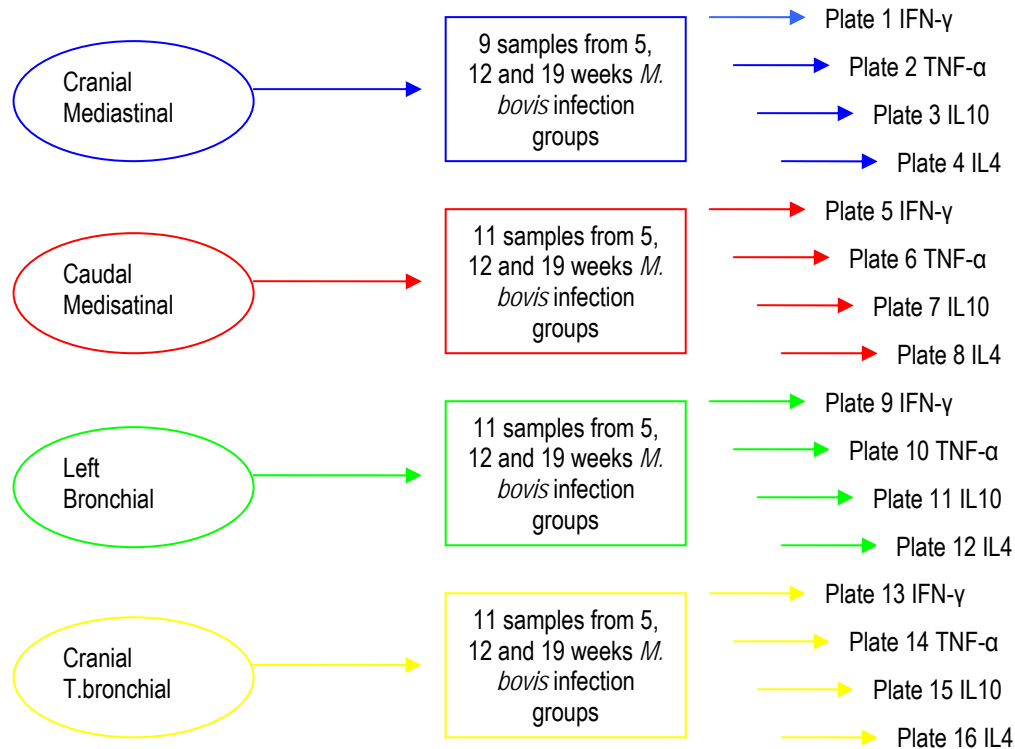 Cranial
Mediastinal
9 samples from 5,
12 and 19 weeks M.
bovis infection
groups
Plate 1 IFN-γ
Plate 2 TNF-α
Plate 3 IL10
Plate 4 IL4
Caudal
Medisatinal
11 samples from 5,
12 and 19 weeks M.
bovis infection
groups
Plate 5 IFN-γ
Plate 6 TNF-α
Plate 7 IL10
Plate 8 IL4
Left
Bronchial
11 samples from 5,
12 and 19 weeks M.
bovis infection
groups
Plate 9 IFN-γ
Plate 10 TNF-α
Plate 11 IL10
Plate 12 IL4
Cranial
T.bronchial
11 samples from 5,
12 and 19 weeks M.
bovis infection
groups
Plate 13 IFN-γ
Plate 14 TNF-α
Plate 15 IL10
Plate 16 IL4